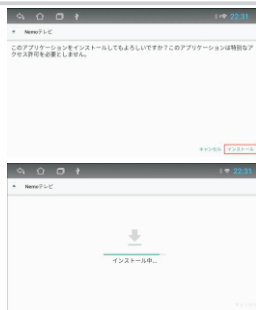 22:31
Nemoテレビ
このアプリケーションをインストールしてもよろしいですか？このアプリケーションは特別なア
クセス許可を必要としません。
キャンセル インストール
22:31
Nemoテレビ
インストール中...